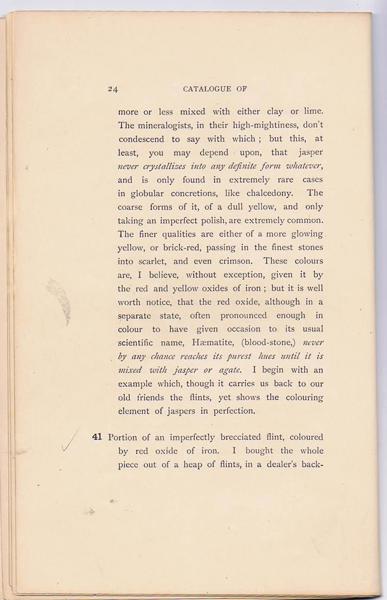 24 CATALOGUE OF
more or less mixed with either clay or lime.
The mineralogists, in their high-mightiness, don't
condescend to say with which ; but this, at
least, you may depend upon, that jasper
never crystallizes into any definite form whatever,
and is only found in extremely rare cases
in globular concretions, like chalcedony. The
coarse forms of it, of a dull yellow, and only
taking an imperfect polish, are extremely common.
The finer qualities are either of a more glowing
yellow, or brick-red, passing in the finest stones
into scarlet, and even crimson. These colours
are, I believe, without exception, given it by
the red and yellow oxides of iron ; but it is well
worth notice, that the red oxide, although in a
separate state, often pronounced enough in
colour to have given occasion to its usual
scientific name, Hæmatite, (blood-stone,) never
by any chance reaches its purest hues until it is
mixed with jasper or agate. I begin with an
example which, though it carries us back to our
old friends the flints, yet shows the colouring
element of jaspers in perfection.
41 Portion of an imperfectly brecciated flint, coloured
by red oxide of iron. I bought the whole
piece out of a heap of flints, in a dealer's back-